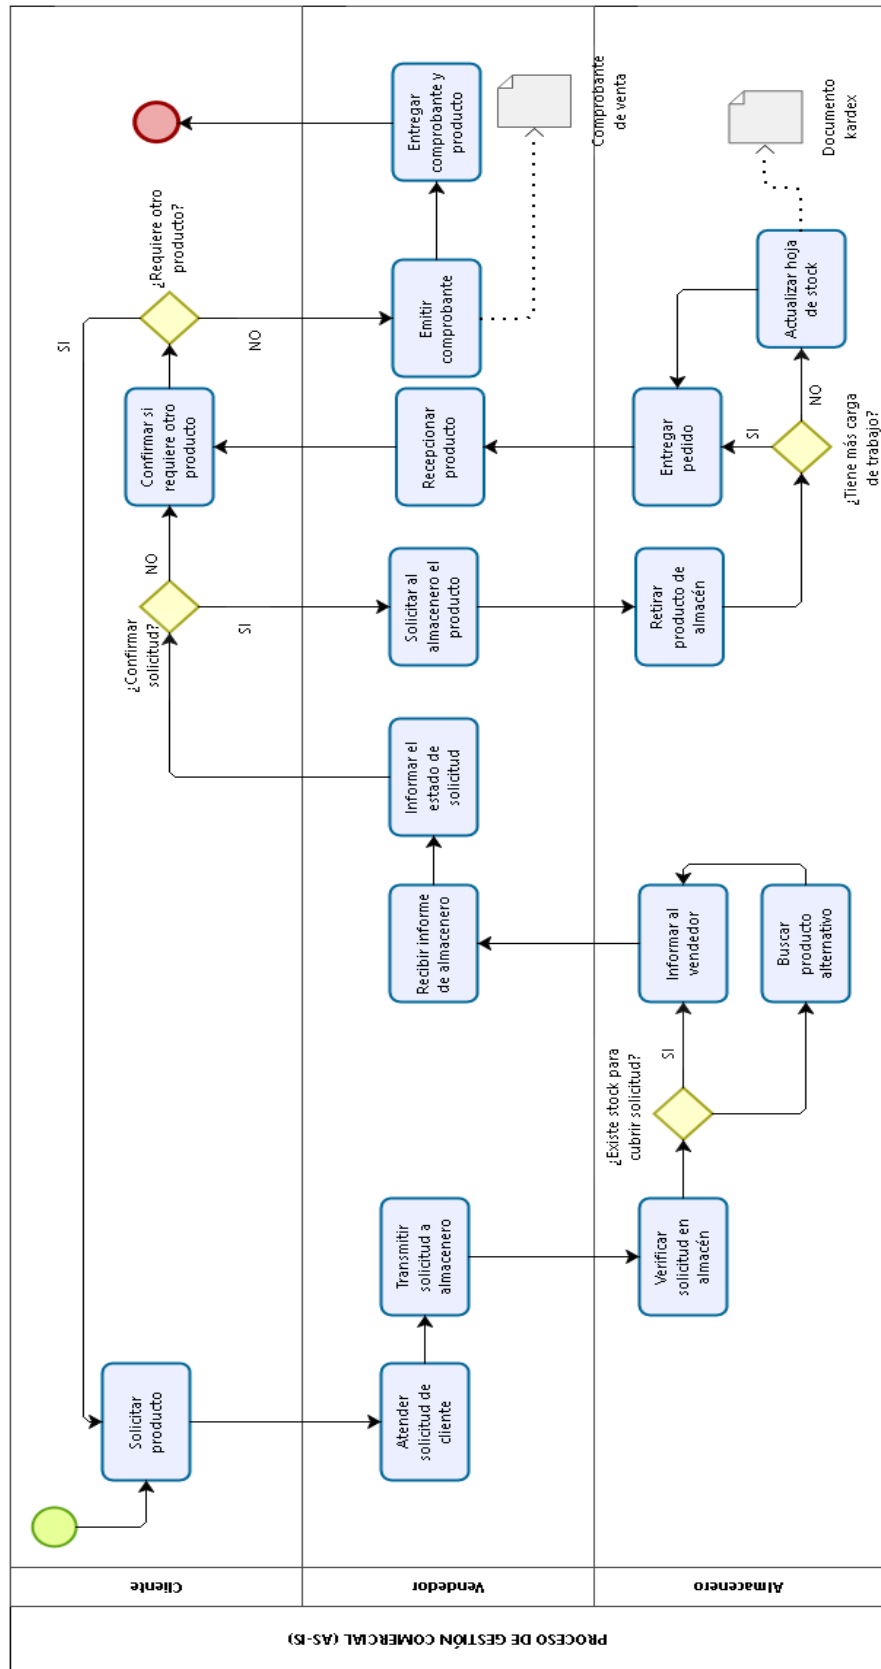 PROCESO DE GESTIÓN COMERCIAL (AS-IS)
Cliente
Vendedor
Almacenero
Solicitar
producto
Atender
solicitud de
cliente
Transmitir
solicitud a
almacenero
Verificar
solicitud en
almacén
¿Existe stock para
cubrir solicitud?
SI
Informar al
vendedor
Buscar
producto
alternativo
Recibir informe
de almacenero
Informar el
estado de
solicitud
¿Confirmar
solicitud?
NO
SI
Solicitar al
almacenero el
producto
Retirar
producto de
almacén
¿Tiene más carga
de trabajo?
SI
NO
Entregar
pedido
Actualizar hoja
de stock
Documento
kardex
Recepcionar
producto
Confirmar si
requiere otro
producto
¿Requiere otro
producto?
SI
NO
Emitir
comprobante
Comprobante
de venta
Entregar
comprobante y
producto